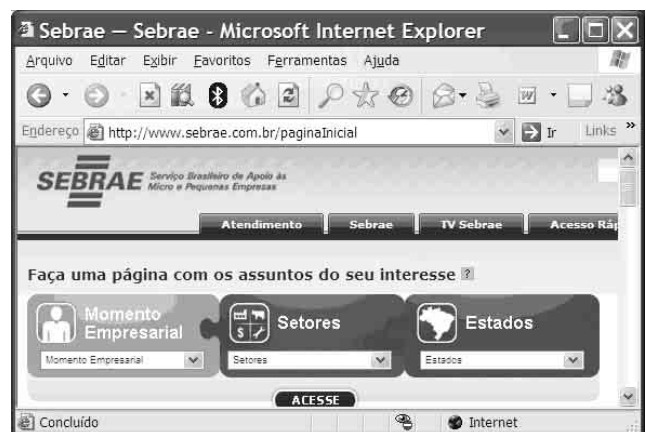 Sebrae — Sebrae - Microsoft Internet Explorer
Arquivo Editar Exibir Favoritos Ferramentas Ajuda
Endereço http://www.sebrae.com.br/paginaInicial Ir Links »
SEBRAE Serviço Brasileiro de Apoio às
Micro e Pequenas Empresas
Atendimento Sebrae TV Sebrae Acesso Ráp
Faça uma página com os assuntos do seu interesse ?
Momento
Empresarial Setores Estados
Momento Empresarial Setores Estados
ACESSE
Concluído Internet